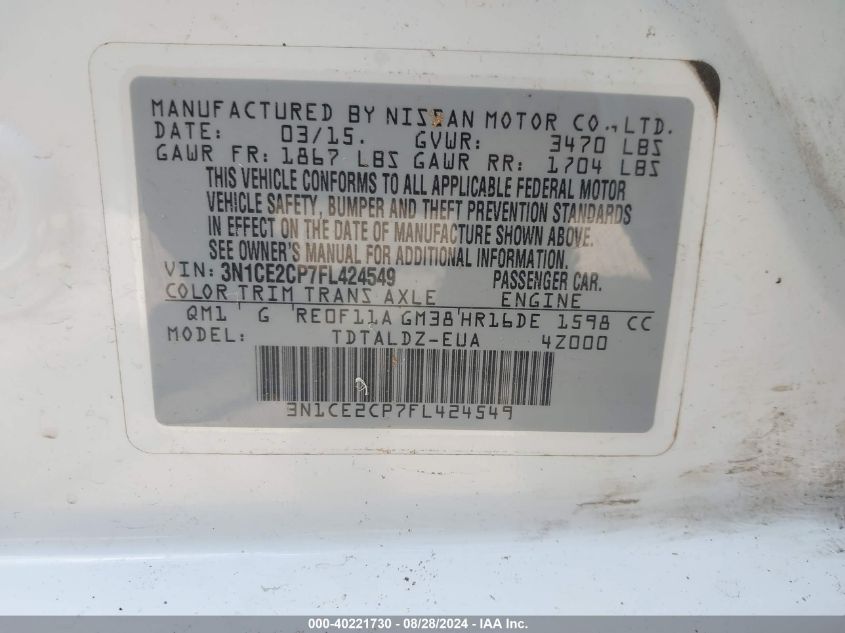 MANUFACTURED BY NISSAN MOTOR CO., LTD.
DATE: 03/15. GVWR: 3470 LBS
GAWR FR: 1867 LBS GAWR RR: 1704 LBS
THIS VEHICLE CONFORMS TO ALL APPLICABLE FEDERAL MOTOR
VEHICLE SAFETY, BUMPER AND THEFT PREVENTION STANDARDS
IN EFFECT ON THE DATE OF MANUFACTURE SHOWN ABOVE.
SEE OWNER'S MANUAL FOR ADDITIONAL INFORMATION.
VIN: 3N1CE2CP7FL424549 PASSENGER CAR.
COLOR TRIM TRANS AXLE ENGINE
QM1 G RE0F11A GM38 HR16DE 1598 CC
MODEL: TDTALDZ-EUA 4Z000
3N1CE2CP7FL424549
000-40221730 - 08/28/2024 - IAA Inc.